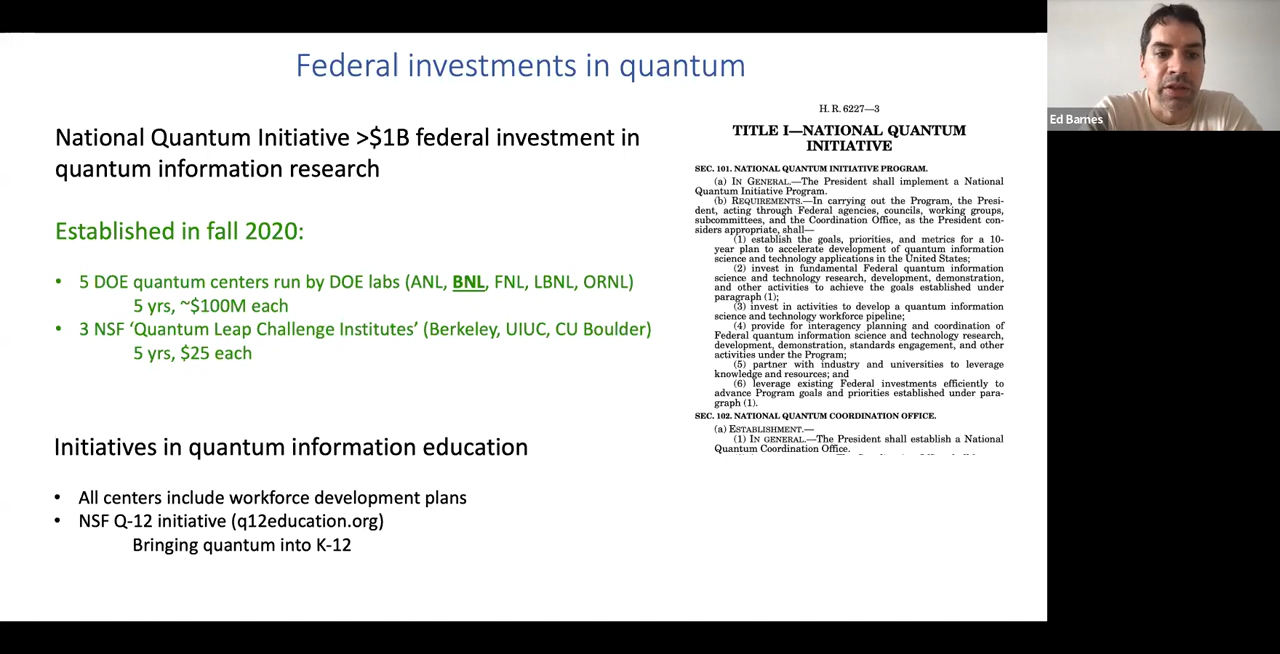 Federal investments in quantum
National Quantum Initiative >$1B federal investment in
quantum information research
Established in fall 2020:
• 5 DOE quantum centers run by DOE labs (ANL, BNL, FNL, LBNL, ORNL)
5 yrs, ~$100M each
• 3 NSF ‘Quantum Leap Challenge Institutes’ (Berkeley, UIUC, CU Boulder)
5 yrs, $25 each
Initiatives in quantum information education
• All centers include workforce development plans
• NSF Q-12 initiative (q12education.org)
Bringing quantum into K-12
H. R. 6227—3
TITLE I—NATIONAL QUANTUM
INITIATIVE
SEC. 101. NATIONAL QUANTUM INITIATIVE PROGRAM.
(a) IN GENERAL.—The President shall implement a National
Quantum Initiative Program.
(b) REQUIREMENTS.—In carrying out the Program, the Presi-
dent, acting through Federal agencies, councils, working groups,
subcommittees, and the Coordination Office, as the President con-
siders appropriate, shall—
(1) establish the goals, priorities, and metrics for a 10-
year plan to accelerate development of quantum information
science and technology applications in the United States;
(2) invest in fundamental Federal quantum information
science and technology research, development, demonstration,
and other activities to achieve the goals established under
paragraph (1);
(3) invest in activities to develop a quantum information
science and technology workforce pipeline;
(4) provide for interagency planning and coordination of
Federal quantum information science and technology research,
development, demonstration, standards engagement, and other
activities under the Program;
(5) partner with industry and universities to leverage
knowledge and resources; and
(6) leverage existing Federal investments efficiently to
advance Program goals and priorities established under para-
graph (1).
SEC. 102. NATIONAL QUANTUM COORDINATION OFFICE.
(a) ESTABLISHMENT.—
(1) IN GENERAL.—The President shall establish a National
Quantum Coordination Office.
Ed Barnes